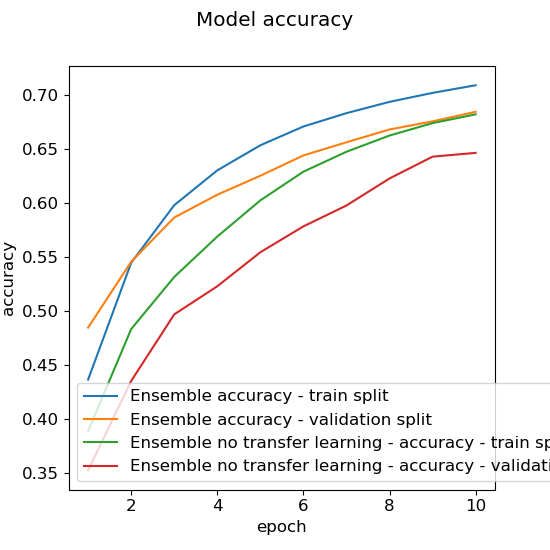 Model accuracy
0.70
0.65
0.60
0.55
0.50
0.45
0.40
0.35
accuracy
Ensemble accuracy - train split
Ensemble accuracy - validation split
Ensemble no transfer learning - accuracy - train
Ensemble no transfer learning - accuracy -
2 4 6 8 10
epoch